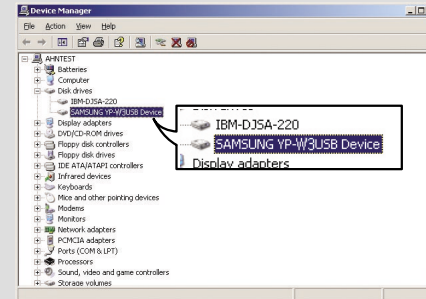 Device Manager
File Action View Help
AHNTEST
Batteries
Computer
Disk drives
IBM-DJSA-220
SAMSUNG YP-W3USB Device
Display adapters
DVD/CD-ROM drives
Floppy disk controllers
Floppy disk drives
IDE ATA/ATAPI controllers
Infrared devices
Keyboards
Mice and other pointing devices
Modems
Monitors
Network adapters
PCMCIA adapters
Ports (COM & LPT)
Processors
Sound, video and game controllers
Storage volumes
IBM-DJSA-220
SAMSUNG YP-W3USB Device
Display adapters